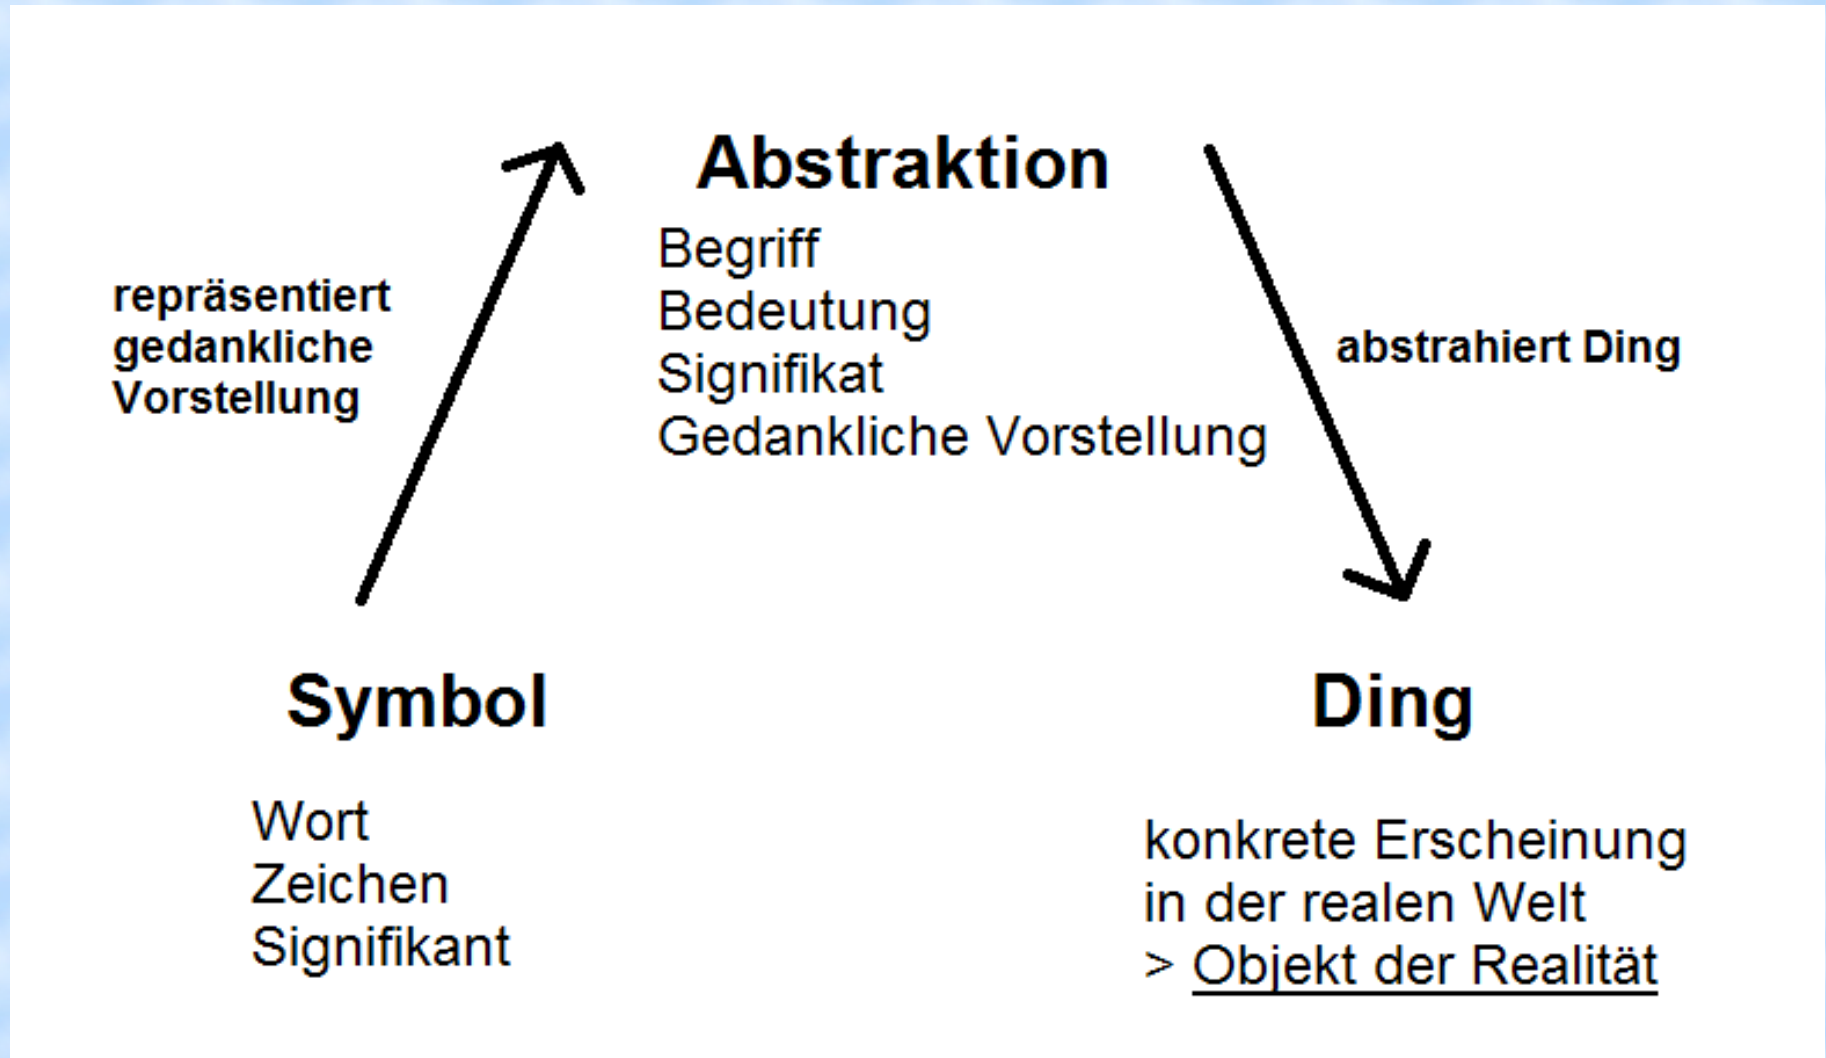 Abstraktion
Begriff
Bedeutung
Signifikat
Gedankliche Vorstellung
repräsentiert
gedankliche
Vorstellung
abstrahiert Ding
Symbol
Wort
Zeichen
Signifikant
Ding
konkrete Erscheinung
in der realen Welt
> Objekt der Realität